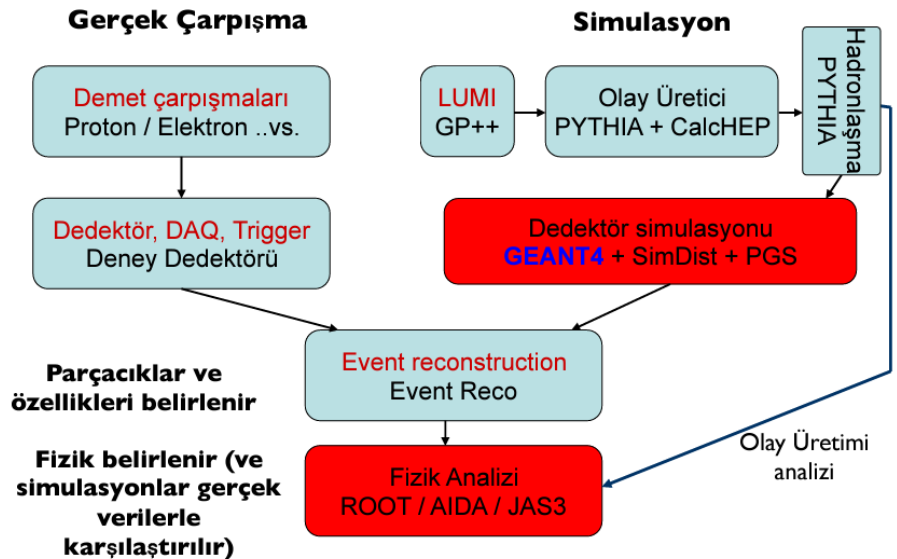 Gerçek Çarpışma
Simulasyon
Demet çarpışmaları
Proton / Elektron ..vs.
LUMI
GP++
Olay Üretici
PYTHIA + CalcHEP
Hadronlaşma
PYTHIA
Dedektör, DAQ, Trigger
Deney Dedektörü
Dedektör simulasyonu
GEANT4 + SimDist + PGS
Event reconstruction
Event Reco
Parçacıklar ve
özellikleri belirlenir
Olay Üretimi
analizi
Fizik belirlenir (ve
simulasyonlar gerçek
verilerle
karşılaştırılır)
Fizik Analizi
ROOT / AIDA / JAS3